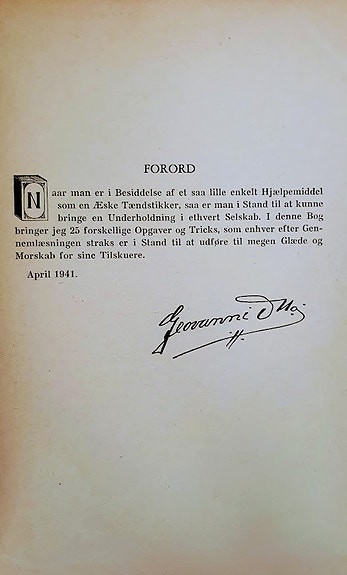 FORORD
Naar man er i Besiddelse af et saa lille enkelt Hjælpemiddel
som en Æske Tændstikker, saa er man i Stand til at kunne
bringe en Underholdning i ethvert Selskab. I denne Bog
bringer jeg 25 forskellige Opgaver og Tricks, som enhver efter Gen-
nemlæsningen straks er i Stand til at udføre til megen Glæde og
Morskab for sine Tilskuere.
April 1941.
Geovanni